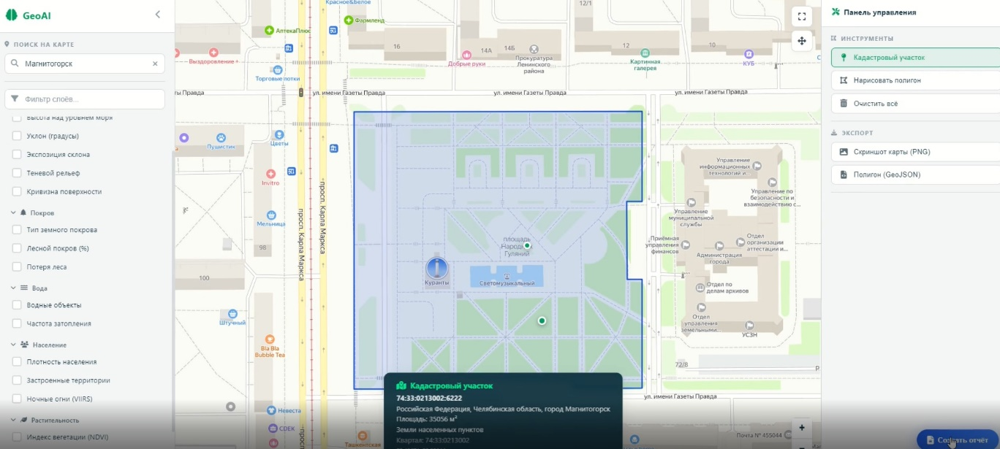 GeoAI
ПОИСК НА КАРТЕ
Магнитогорск
Фильтр слоёв...
Высота над уровнем моря
Уклон (градусы)
Экспозиция склона
Теневой рельеф
Кривизна поверхности
Покров
Тип земного покрова
Лесной покров (%)
Потеря леса
Вода
Водные объекты
Частота затопления
Население
Плотность населения
Застроенные территории
Ночные огни (VIIRS)
Растительность
Индекс вегетации (NDVI)
Красное&Белое
Фармленд
АптекаПлюс
Выздоровление +
Торговые лотки
16
14А
14Б
Добрые руки
Прокуратура
Ленинского
района
12/1
12
Картинная
галерея
10
КУБ
ты Правда
ул. имени Газеты Правда
ул. имени Газеты Правда
ул. имени Газеты Правда
Пушистик
Цветы
Invitro
Мельница
98
100
Штучный
Bla Bla
Bubble Tea
Невеста
CDEK
Ташкентская
просп. Карла Маркса
просп. Карла Маркса
площадь
Народных
Гуляний
Куранты
Светомузыкальный
Управление
информационных
технологий и...
Управление по
безопасности и
взаимодействию с...
Управление
муниципальной
службы
Приёмная
управления
финансов
Отдел
организации
аттестации и...
Администрация
города
Отдел по
делам архивов
Отдел
управления
земельными...
УСЗН
72/8
ул. имени Газеты Правда
Почта № 455044
Кадастровый участок
74:33:0213002:6222
Российская Федерация, Челябинская область, город Магнитогорск
Площадь: 35056 м²
Земли населенных пунктов
Квартал: 74:33:0213002
Панель управления
ИНСТРУМЕНТЫ
Кадастровый участок
Нарисовать полигон
Очистить всё
ЭКСПОРТ
Скриншот карты (PNG)
Полигон (GeoJSON)
Создать отчёт